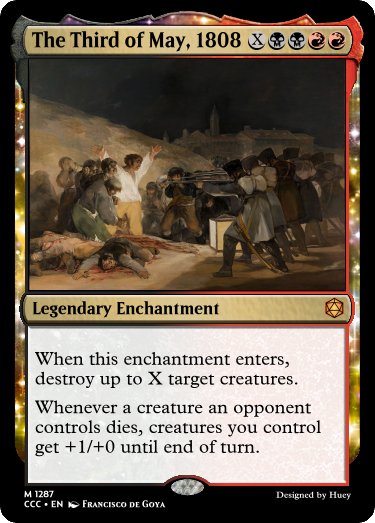 The Third of May, 1808 X
Legendary Enchantment
When this enchantment enters,
destroy up to X target creatures.
Whenever a creature an opponent
controls dies, creatures you control
get +1/+0 until end of turn.
M 1287
CCC • EN Francisco de Goya
Designed by Huey